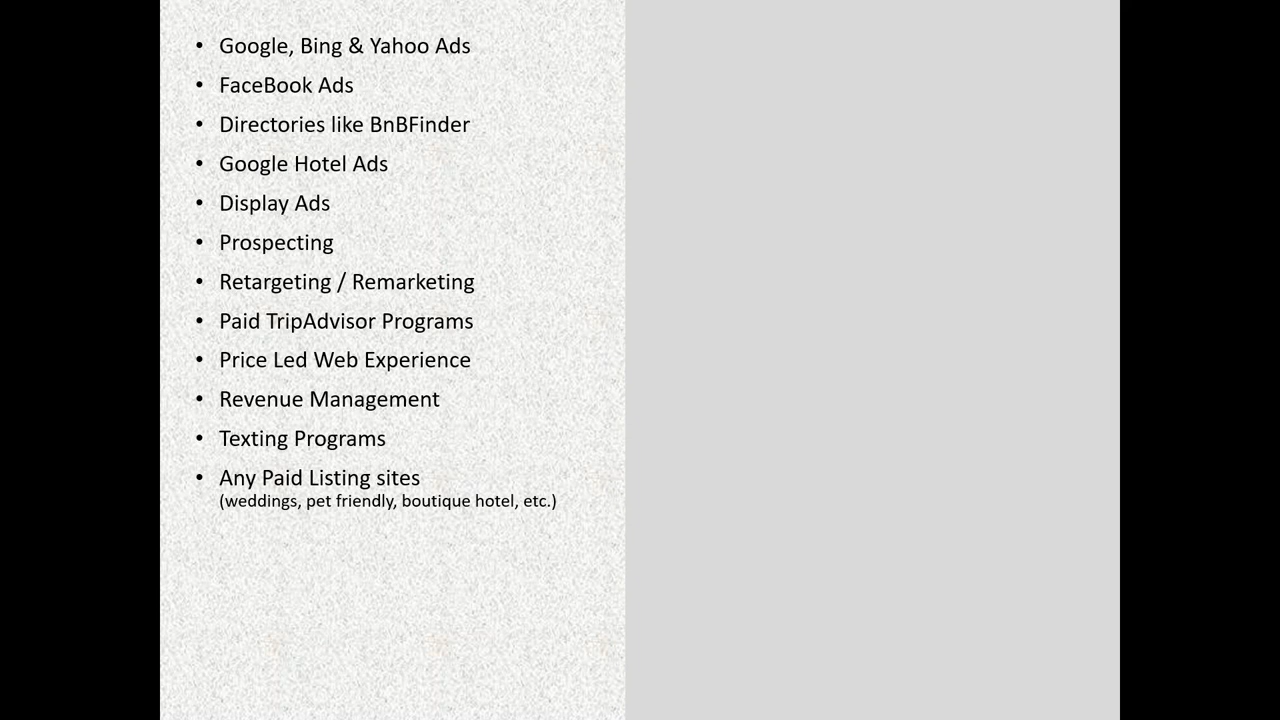 • Google, Bing & Yahoo Ads
• FaceBook Ads
• Directories like BnBFinder
• Google Hotel Ads
• Display Ads
• Prospecting
• Retargeting / Remarketing
• Paid TripAdvisor Programs
• Price Led Web Experience
• Revenue Management
• Texting Programs
• Any Paid Listing sites
(weddings, pet friendly, boutique hotel, etc.)